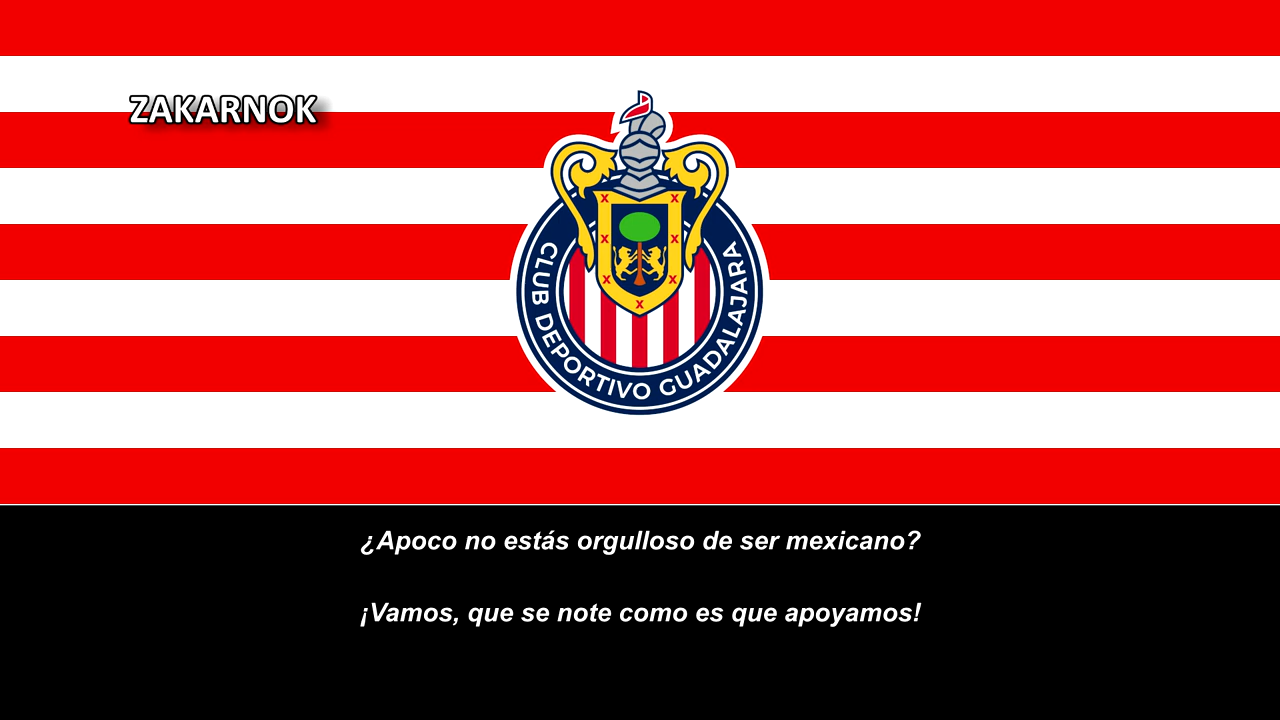 ZAKARNOK
CLUB DEPORTIVO GUADALAJARA
¿Apoco no estás orgulloso de ser mexicano?
¡Vamos, que se note como es que apoyamos!